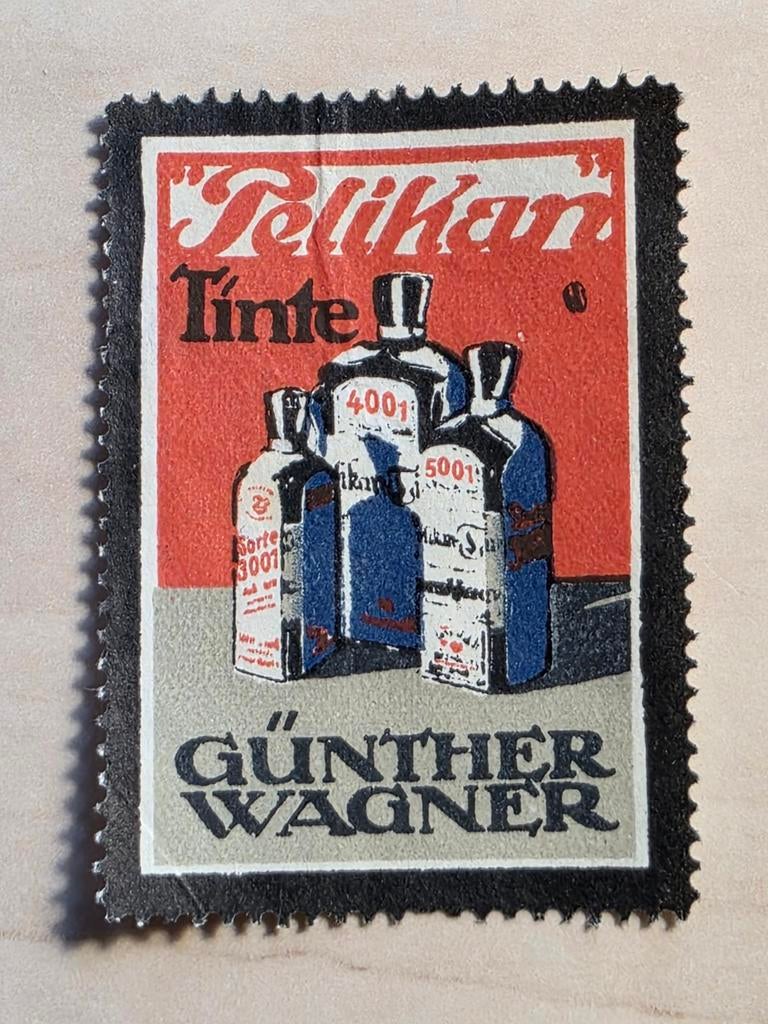 "Pelikan"
Tinte
4001
5001
Sorte
3001
GÜNTHER
WAGNER